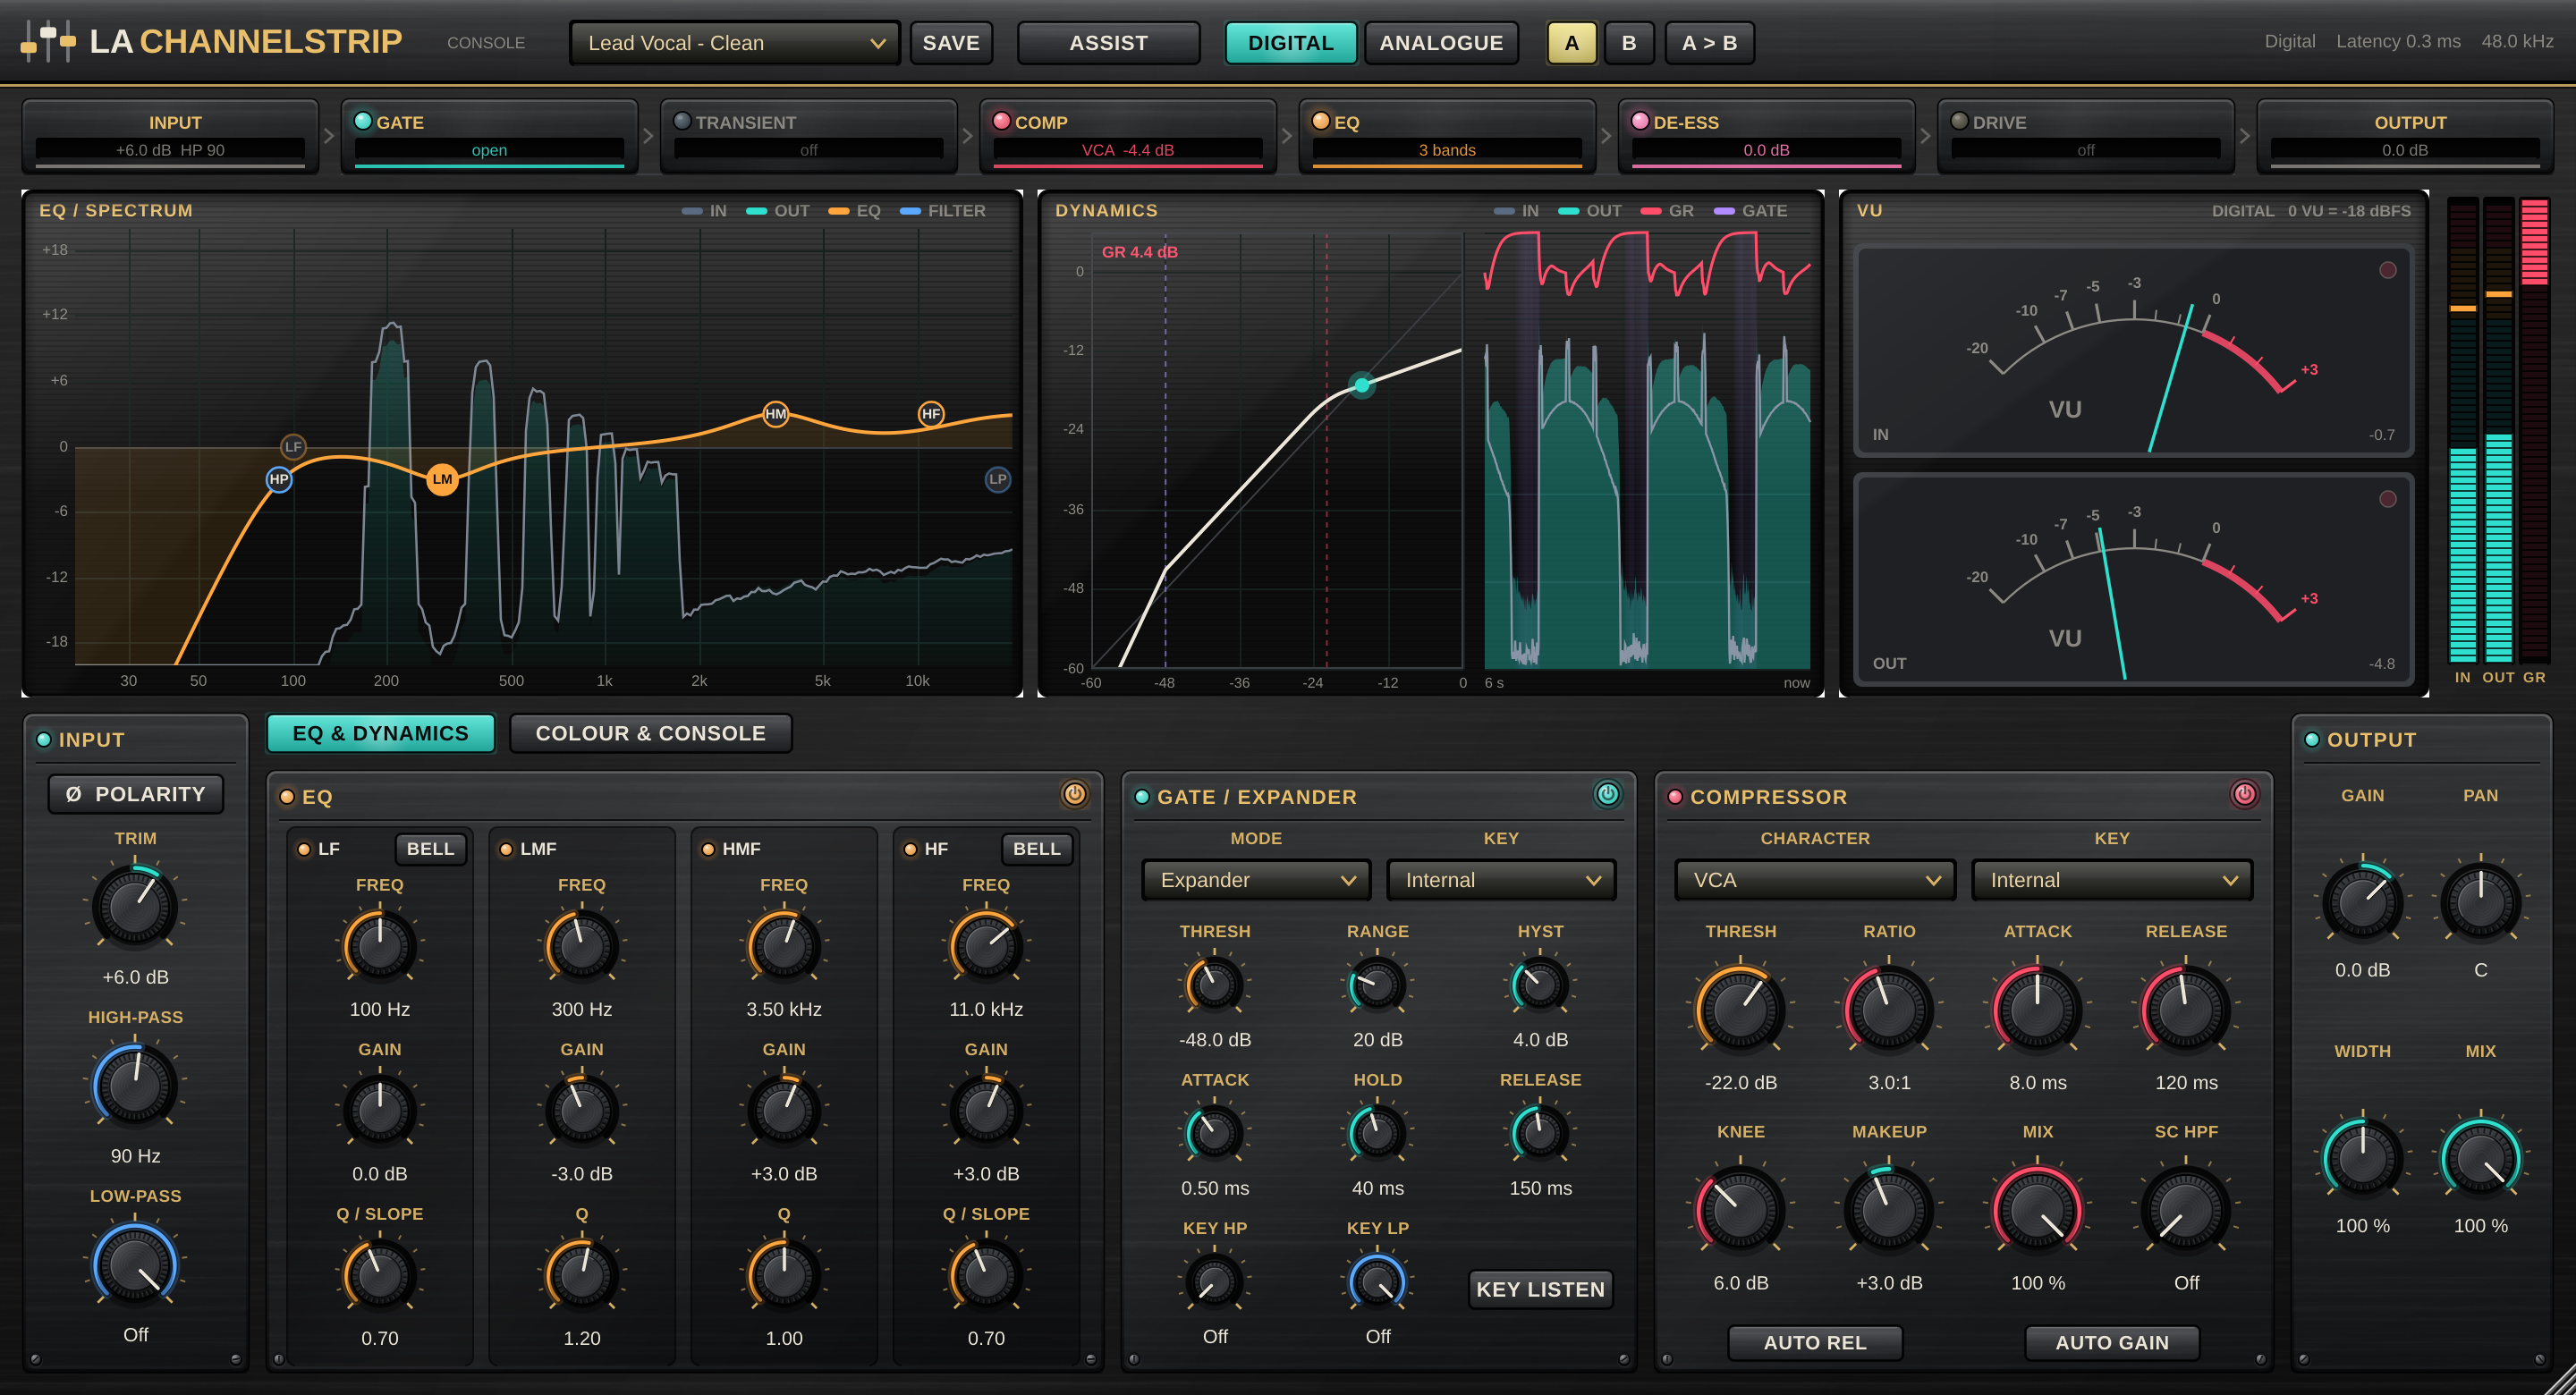 LA CHANNELSTRIP CONSOLE Lead Vocal - Clean SAVE ASSIST DIGITAL ANALOGUE A B A > B Digital Latency 0.3 ms 48.0 kHz
INPUT GATE TRANSIENT COMP EQ DE-ESS DRIVE OUTPUT
+6.0 dB HP 90 open off VCA -4.4 dB 3 bands 0.0 dB off 0.0 dB
EQ / SPECTRUM IN OUT EQ FILTER
+18
+12
+6
0
-6
-12
-18
HP LF LM HM HF LP
30 50 100 200 500 1k 2k 5k 10k
DYNAMICS IN OUT GR GATE
GR 4.4 dB
0
-12
-24
-36
-48
-60
-60 -48 -36 -24 -12 0 6 s now
VU DIGITAL 0 VU = -18 dBFS
-20 -10 -7 -5 -3 0 +3
VU
IN -0.7
-20 -10 -7 -5 -3 0 +3
VU
OUT -4.8
IN OUT GR
INPUT
Ø POLARITY
TRIM
+6.0 dB
HIGH-PASS
90 Hz
LOW-PASS
Off
EQ & DYNAMICS COLOUR & CONSOLE
EQ
LF BELL LMF HMF HF BELL
FREQ FREQ FREQ FREQ
100 Hz 300 Hz 3.50 kHz 11.0 kHz
GAIN GAIN GAIN GAIN
0.0 dB -3.0 dB +3.0 dB +3.0 dB
Q / SLOPE Q Q Q / SLOPE
0.70 1.20 1.00 0.70
GATE / EXPANDER
MODE KEY
Expander Internal
THRESH RANGE HYST
-48.0 dB 20 dB 4.0 dB
ATTACK HOLD RELEASE
0.50 ms 40 ms 150 ms
KEY HP KEY LP
KEY LISTEN
Off Off
COMPRESSOR
CHARACTER KEY
VCA Internal
THRESH RATIO ATTACK RELEASE
-22.0 dB 3.0:1 8.0 ms 120 ms
KNEE MAKEUP MIX SC HPF
6.0 dB +3.0 dB 100 % Off
AUTO REL AUTO GAIN
OUTPUT
GAIN PAN
0.0 dB C
WIDTH MIX
100 % 100 %